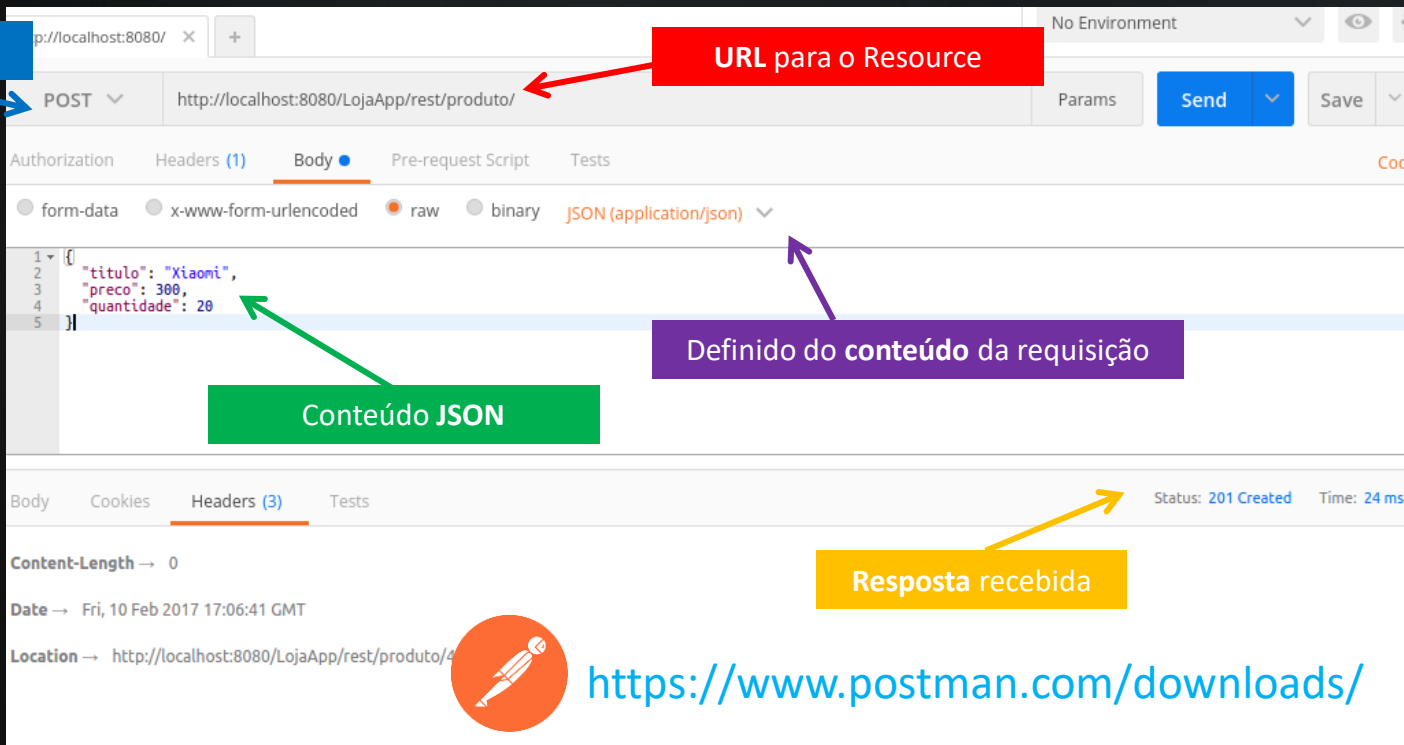 p://localhost:8080/
No Environment
URL para o Resource
POST
http://localhost:8080/LojaApp/rest/produto/
Params
Send
Save
Authorization
Headers (1)
Body
Pre-request Script
Tests
form-data
x-www-form-urlencoded
raw
binary
JSON (application/json)
1 {
2 "titulo": "Xiaomi",
3 "preco": 300,
4 "quantidade": 20
5 }
Definido do conteúdo da requisição
Conteúdo JSON
Body
Cookies
Headers (3)
Tests
Status: 201 Created
Time: 24 ms
Content-Length → 0
Resposta recebida
Date → Fri, 10 Feb 2017 17:06:41 GMT
Location → http://localhost:8080/LojaApp/rest/produto/4
https://www.postman.com/downloads/